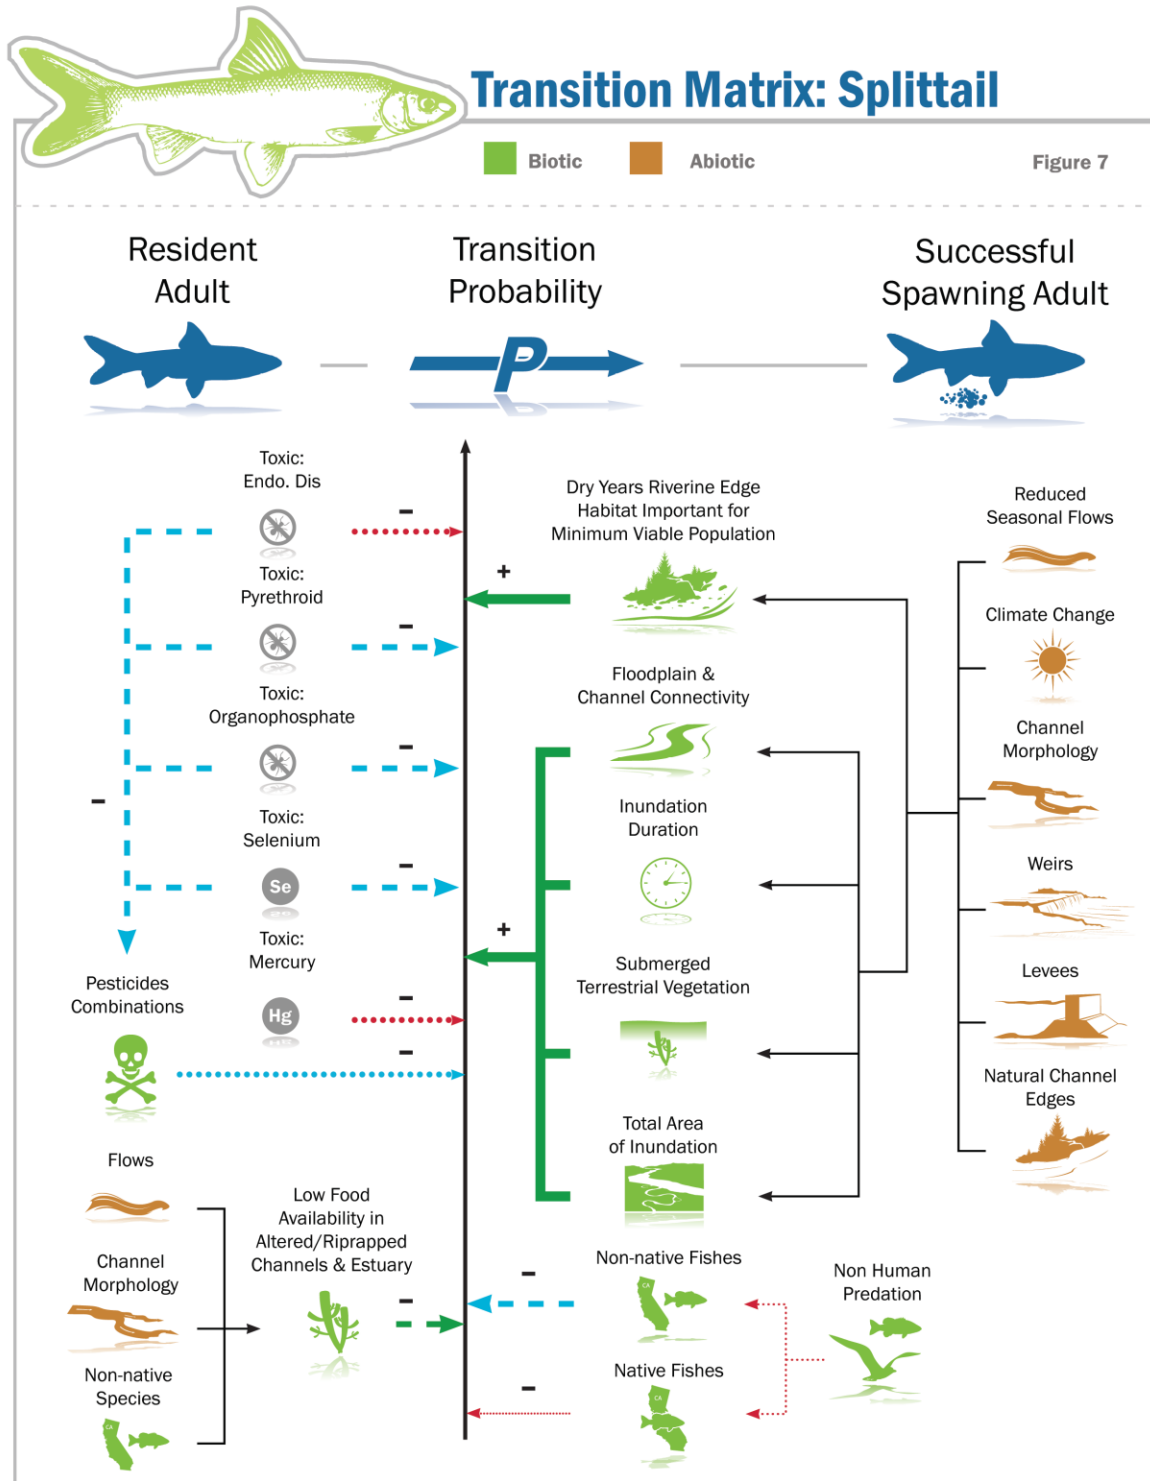 Transition Matrix: Splittail
Biotic
Abiotic
Figure 7
Resident
Adult
Transition
Probability
Successful
Spawning Adult
P
Toxic:
Endo. Dis
-
Toxic:
Pyrethroid
-
Toxic:
Organophosphate
-
-
Toxic:
Selenium
Se
-
Toxic:
Mercury
Hg
-
Pesticides
Combinations
-
Flows
Channel
Morphology
Non-native
Species
CA
Low Food
Availability in
Altered/Riprapped
Channels & Estuary
-
Dry Years Riverine Edge
Habitat Important for
Minimum Viable Population
+
Floodplain &
Channel Connectivity
Inundation
Duration
+
Submerged
Terrestrial Vegetation
Total Area
of Inundation
Non-native Fishes
-
CA
Native Fishes
-
CA
Non Human
Predation
Reduced
Seasonal Flows
Climate Change
Channel
Morphology
Weirs
Levees
Natural Channel
Edges